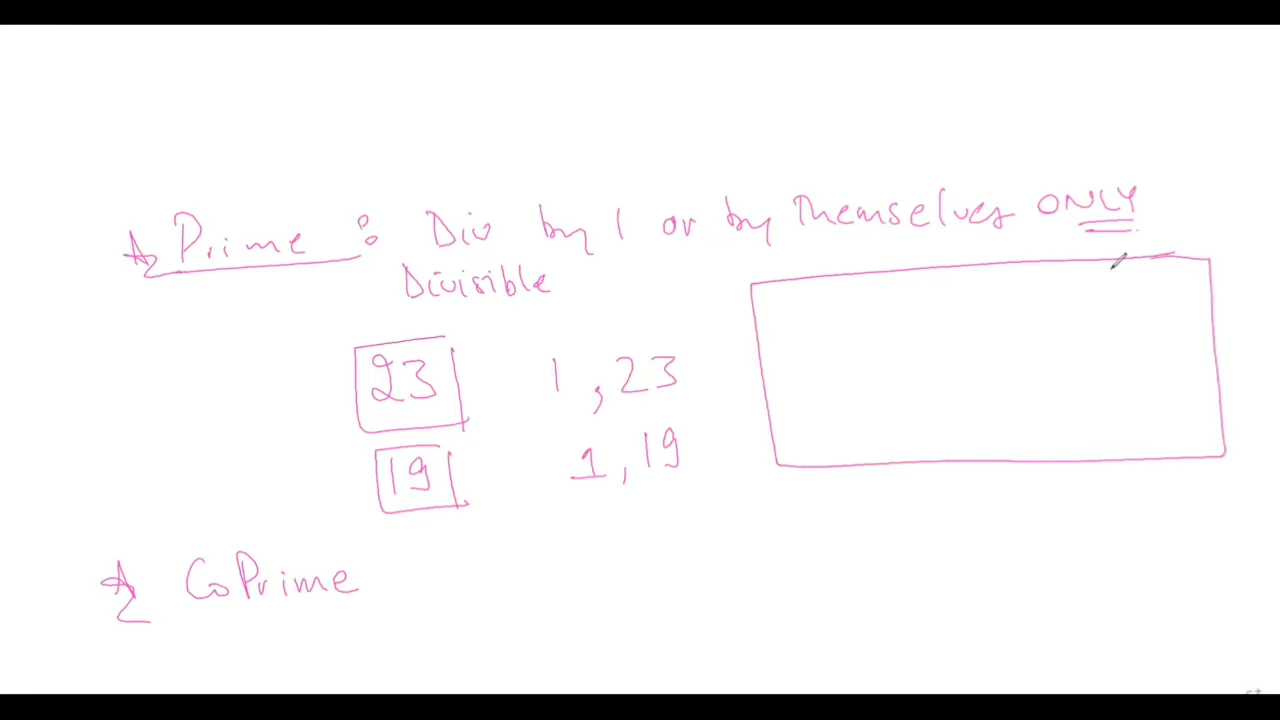 Prime : Div by 1 or by Themselves ONLY
Divisible
23 1 , 23
19 1 , 19
CoPrime